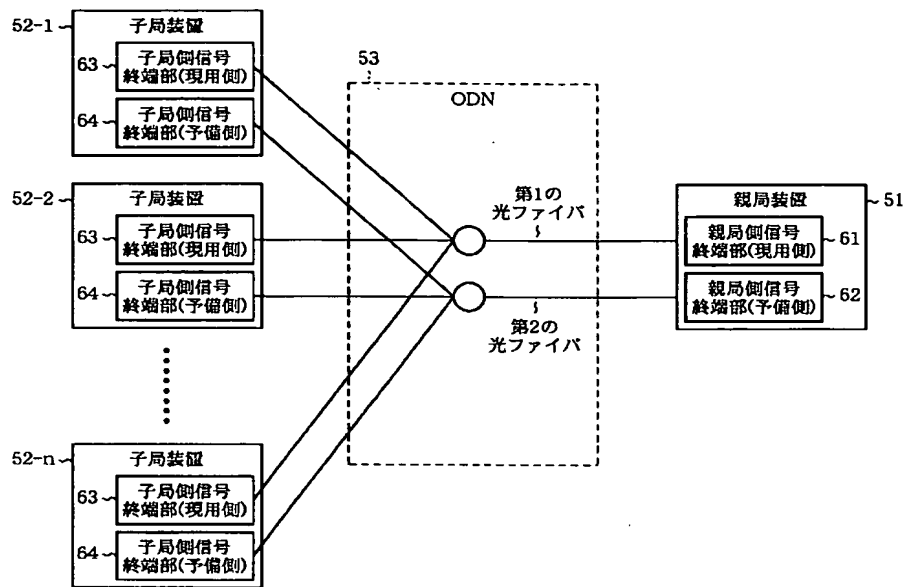 52-1
子局装置
63
子局側信号
終端部(現用側)
64
子局側信号
終端部(予備側)
52-2
子局装置
63
子局側信号
終端部(現用側)
64
子局側信号
終端部(予備側)
52-n
子局装置
63
子局側信号
終端部(現用側)
64
子局側信号
終端部(予備側)
53
ODN
第1の
光ファイバ
第2の
光ファイバ
親局装置
51
親局側信号
終端部(現用側)
61
親局側信号
終端部(予備側)
62